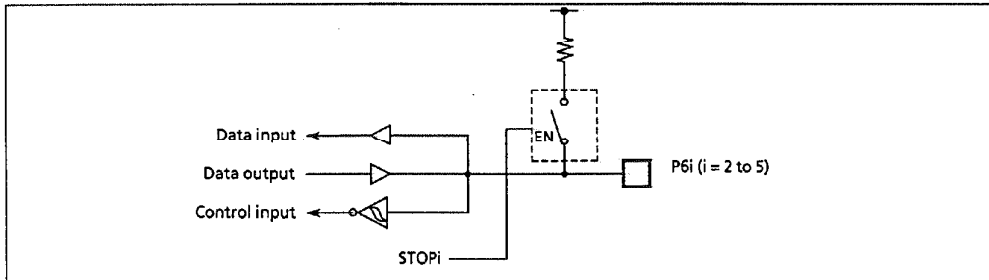 EN
Data input
Data output
P6i (i = 2 to 5)
Control input
STOPi